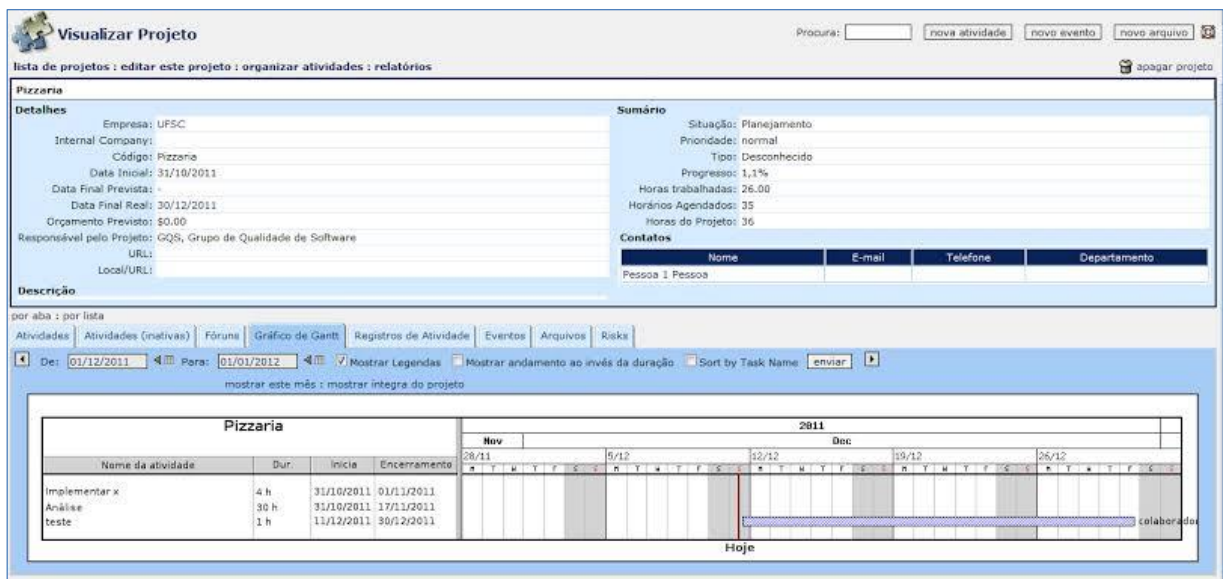 Visualizar Projeto
Procura:
nova atividade
novo evento
novo arquivo
lista de projetos : editar este projeto : organizar atividades : relatórios
apagar projeto
Pizzaria
Detalhes
Empresa: UFSC
Internal Company:
Código: Pizzaria
Data Inicial: 31/10/2011
Data Final Prevista: -
Data Final Real: 30/12/2011
Orçamento Previsto: $0.00
Responsável pelo Projeto: GQS, Grupo de Qualidade de Software
URL:
Local/URL:
Descrição
Sumário
Situação: Planejamento
Prioridade: normal
Tipo: Desconhecido
Progresso: 1,1%
Horas trabalhadas: 26.00
Horários Agendados: 35
Horas do Projeto: 36
Contatos
Nome E-mail Telefone Departamento
Pessoa 1 Pessoa
por aba : por lista
Atividades Atividades (inativas) Fóruns Gráfico de Gantt Registros de Atividade Eventos Arquivos Risks
De: 01/12/2011 Para: 01/01/2012 Mostrar Legendas Mostrar andamento ao invés da duração Sort by Task Name enviar
mostrar este mês : mostrar íntegra do projeto
Pizzaria
2011
Nov Dec
28/11 5/12 12/12 19/12 26/12
Nome da atividade Dur. Inicia Encerramento
M T W T F S S M T W T F S S M T W T F S S M T W T F S S M T W T F S S
Implementar x 4 h 31/10/2011 01/11/2011
Análise 30 h 31/10/2011 17/11/2011
teste 1 h 11/12/2011 30/12/2011
colaborador
Hoje